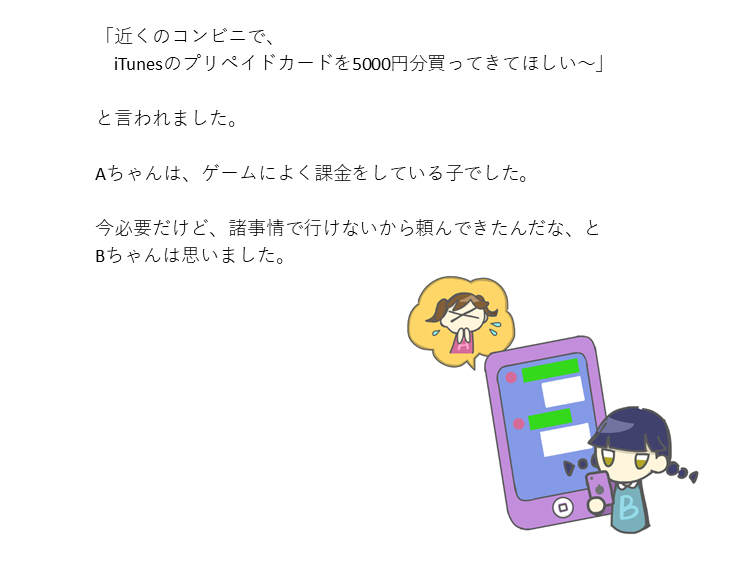 「近くのコンビニで、
iTunesのプリペイドカードを5000円分買ってきてほしい～」
と言われました。
Aちゃんは、ゲームによく課金をしている子でした。
今必要だけど、諸事情で行けないから頼んできたんだな、と
Bちゃんは思いました。
A
B